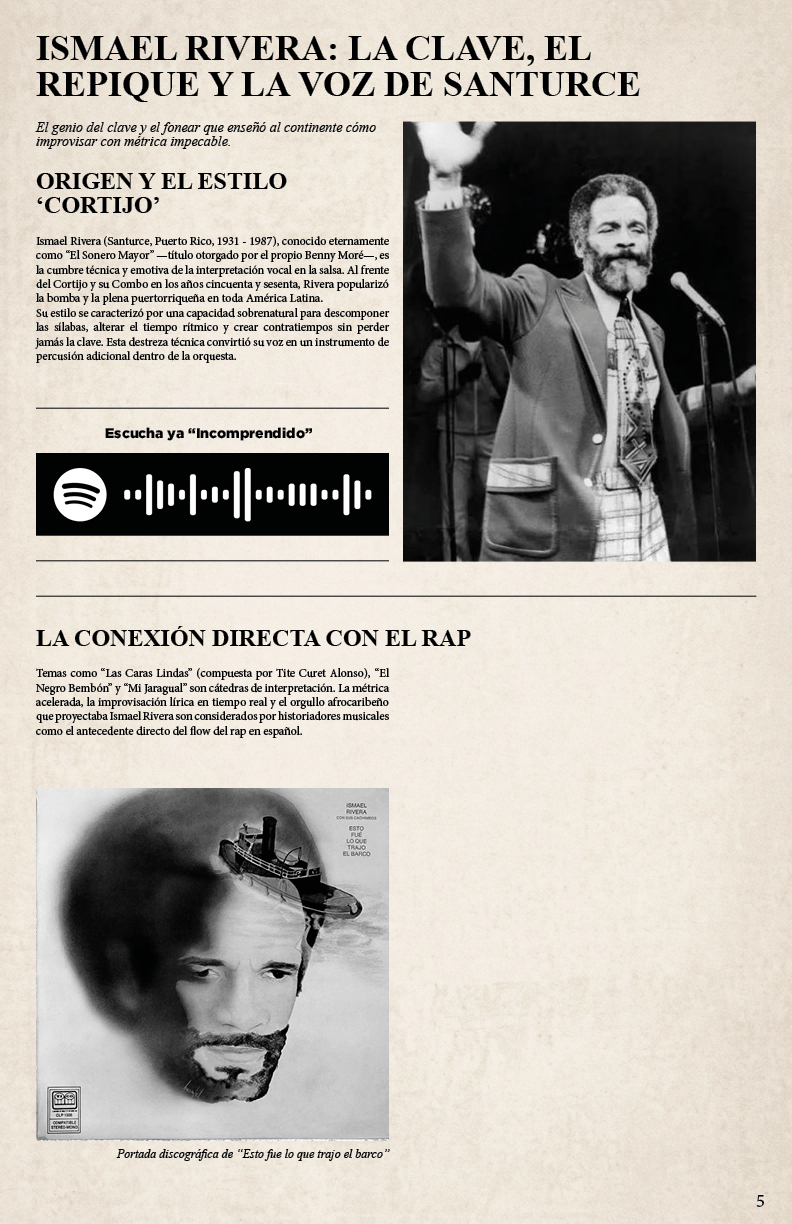 ISMAEL RIVERA: LA CLAVE, EL
REPIQUE Y LA VOZ DE SANTURCE
El genio del clave y el fonear que enseñó al continente cómo
improvisar con métrica impecable.
ORIGEN Y EL ESTILO
‘CORTIJO’
Ismael Rivera (Santurce, Puerto Rico, 1931 - 1987), conocido eternamente
como “El Sonero Mayor” —título otorgado por el propio Benny Moré—, es
la cumbre técnica y emotiva de la interpretación vocal en la salsa. Al frente
del Cortijo y su Combo en los años cincuenta y sesenta, Rivera popularizó
la bomba y la plena puertorriqueña en toda América Latina.
Su estilo se caracterizó por una capacidad sobrenatural para descomponer
las sílabas, alterar el tiempo rítmico y crear contratiempos sin perder
jamás la clave. Esta destreza técnica convirtió su voz en un instrumento de
percusión adicional dentro de la orquesta.
Escucha ya “Incomprendido”
LA CONEXIÓN DIRECTA CON EL RAP
Temas como “Las Caras Lindas” (compuesta por Tite Curet Alonso), “El
Negro Bembón” y “Mi Jaragual” son cátedras de interpretación. La métrica
acelerada, la improvisación lírica en tiempo real y el orgullo afrocaribeño
que proyectaba Ismael Rivera son considerados por historiadores musicales
como el antecedente directo del flow del rap en español.
ISMAEL
RIVERA
CON SUS CACHIMBOS
ESTO
FUÉ
LO QUE
TRAJO
EL BARCO
COMPATIBLE
STEREO-MONO
Portada discográfica de “Esto fue lo que trajo el barco”
5